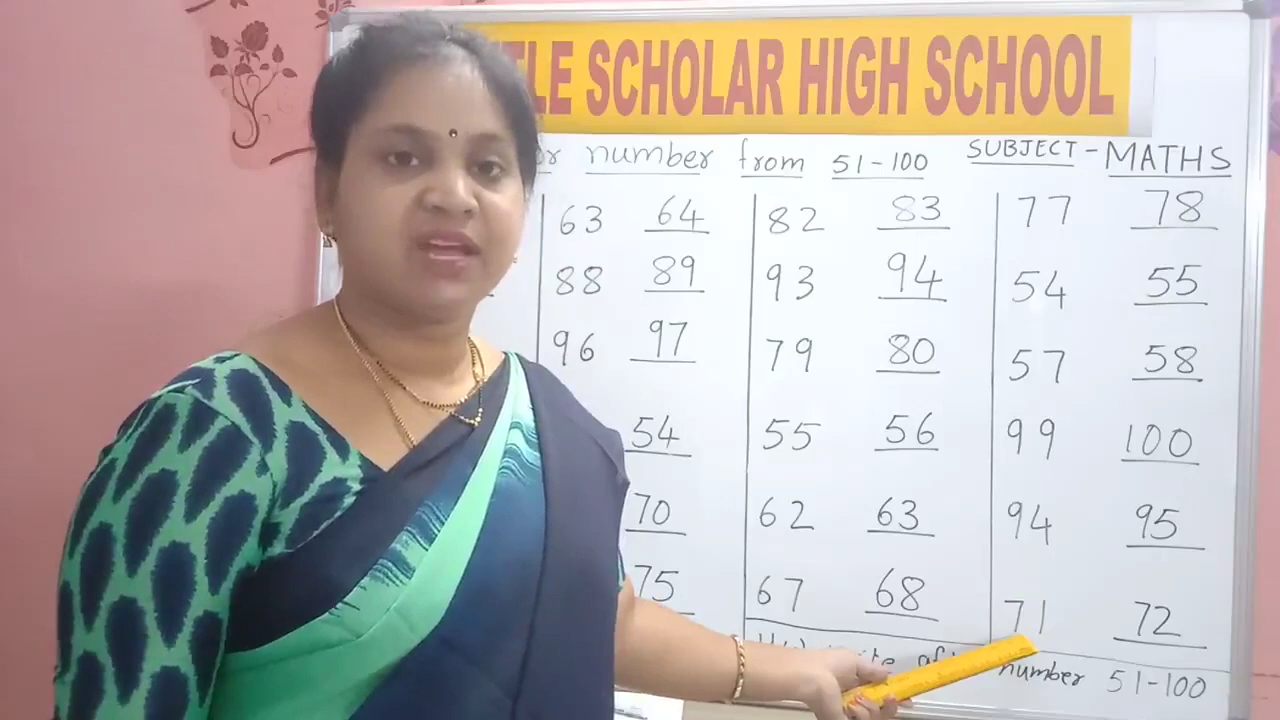 SCHOLAR HIGH SCHOOL
number from 51-100 SUBJECT - MATHS
63 64 82 83 77 78
88 89 93 94 54 55
96 97 79 80 57 58
54 55 56 99 100
70 62 63 94 95
75 67 68 71 72
number 51-100